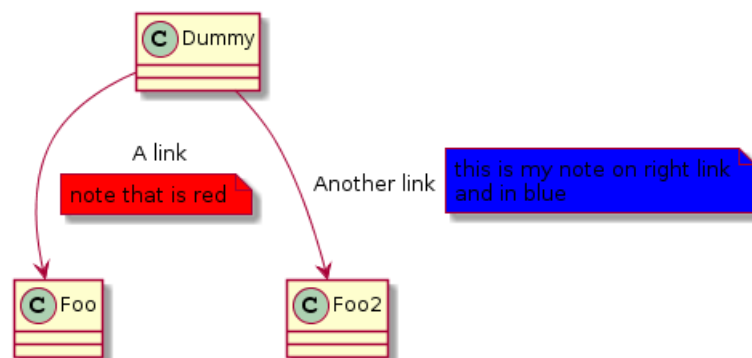 C Dummy
A link
note that is red
Another link
this is my note on right link
and in blue
C Foo
C Foo2